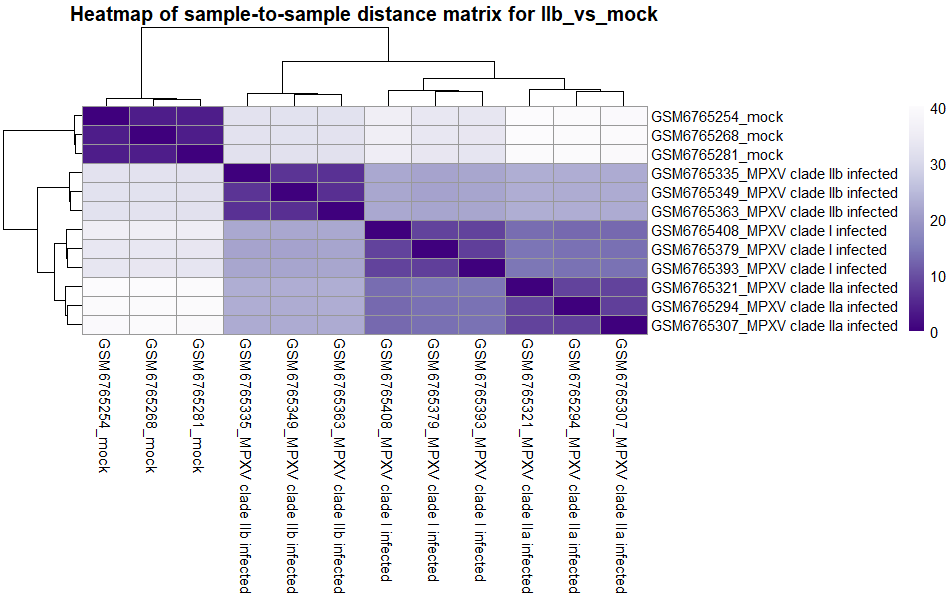 Heatmap of sample-to-sample distance matrix for IIb_vs_mock
GSM6765254_mock
GSM6765268_mock
GSM6765281_mock
GSM6765335_MPXV clade IIb infected
GSM6765349_MPXV clade IIb infected
GSM6765363_MPXV clade IIb infected
GSM6765408_MPXV clade I infected
GSM6765379_MPXV clade I infected
GSM6765393_MPXV clade I infected
GSM6765321_MPXV clade IIa infected
GSM6765294_MPXV clade IIa infected
GSM6765307_MPXV clade IIa infected
40
30
20
10
0
GSM6765254_mock
GSM6765268_mock
GSM6765281_mock
GSM6765335_MPXV clade IIb infected
GSM6765349_MPXV clade IIb infected
GSM6765363_MPXV clade IIb infected
GSM6765408_MPXV clade I infected
GSM6765379_MPXV clade I infected
GSM6765393_MPXV clade I infected
GSM6765321_MPXV clade IIa infected
GSM6765294_MPXV clade IIa infected
GSM6765307_MPXV clade IIa infected